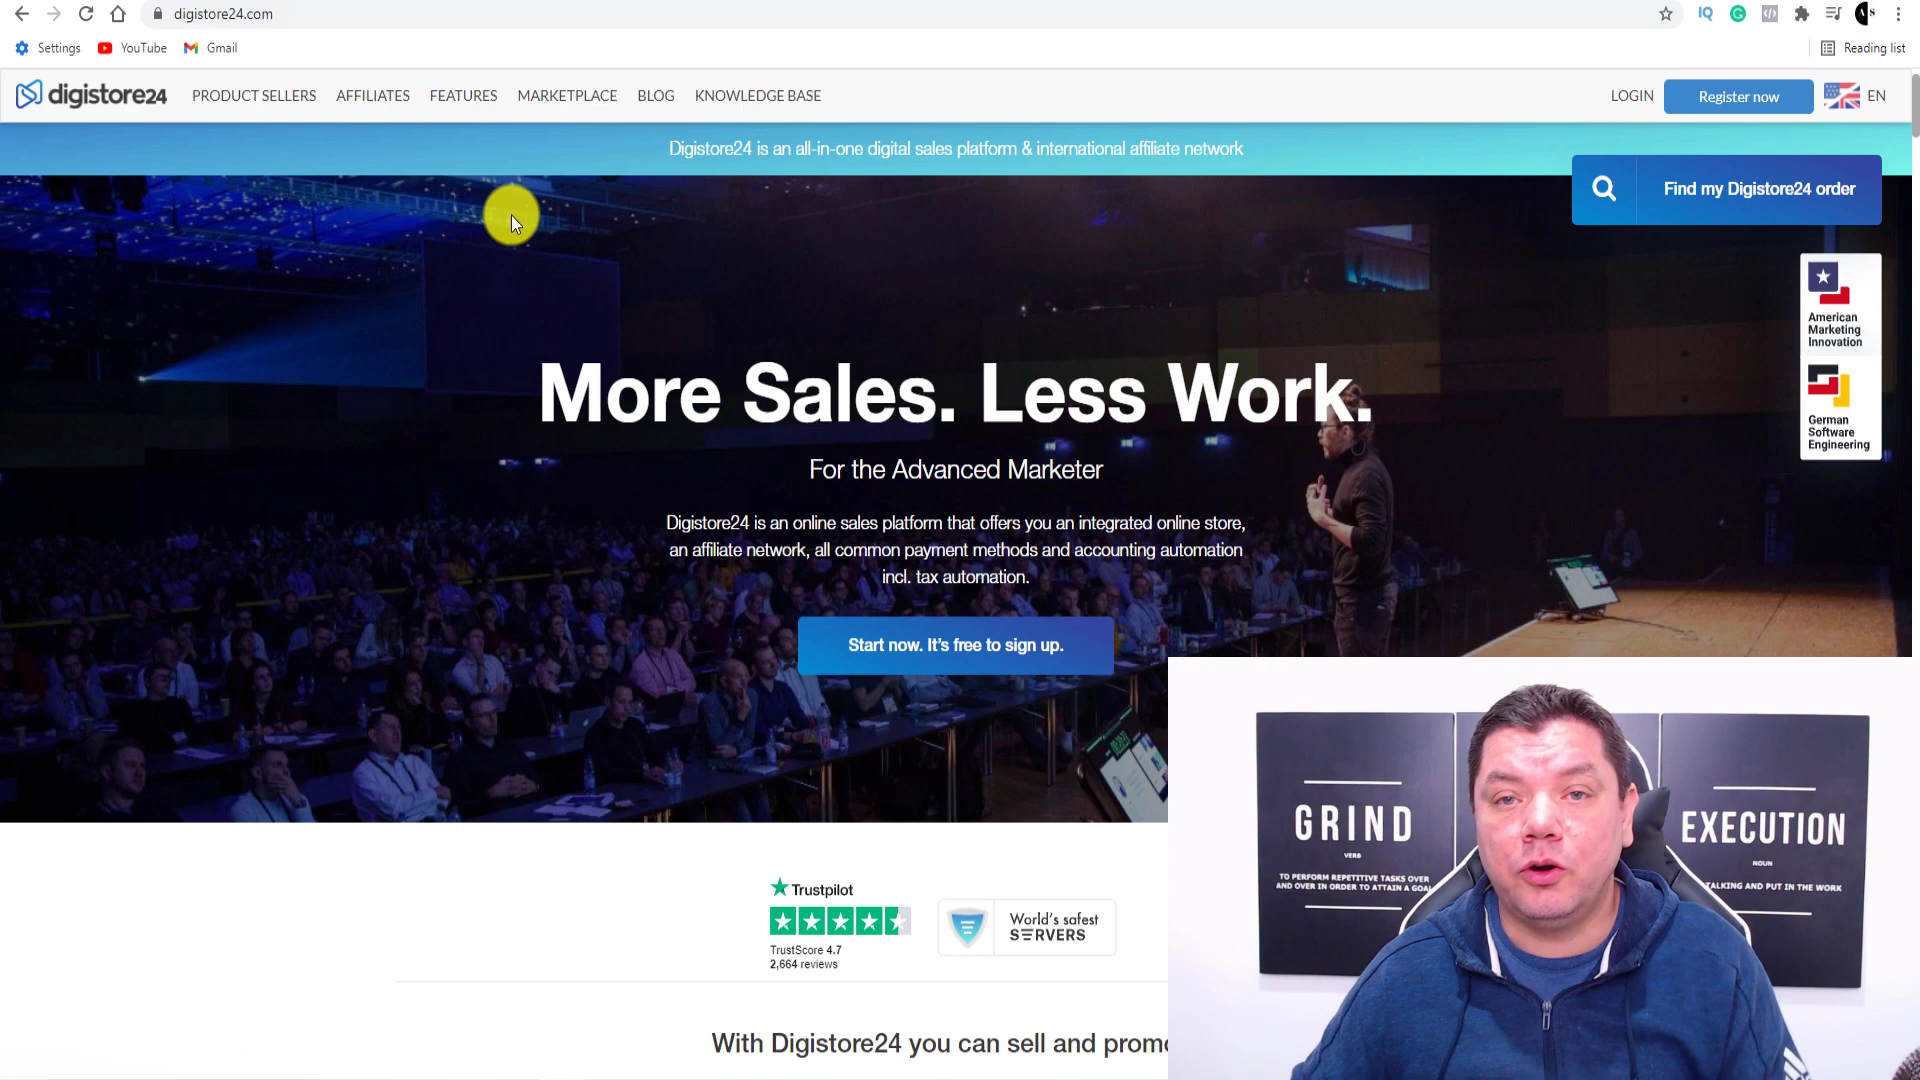 digistore24.com
Settings
YouTube
Gmail
Reading list
digistore24
PRODUCT SELLERS
AFFILIATES
FEATURES
MARKETPLACE
BLOG
KNOWLEDGE BASE
LOGIN
Register now
EN
Digistore24 is an all-in-one digital sales platform & international affiliate network
Find my Digistore24 order
American
Marketing
Innovation
German
Software
Engineering
More Sales. Less Work.
For the Advanced Marketer
Digistore24 is an online sales platform that offers you an integrated online store,
an affiliate network, all common payment methods and accounting automation
incl. tax automation.
Start now. It's free to sign up.
Trustpilot
TrustScore 4.7
2,664 reviews
World's safest
SERVERS
With Digistore24 you can sell and promo
GRIND
VERB
TO PERFORM REPETITIVE TASKS OVER
AND OVER IN ORDER TO ATTAIN A GOAL
EXECUTION
NOUN
TALKING AND PUT IN THE WORK